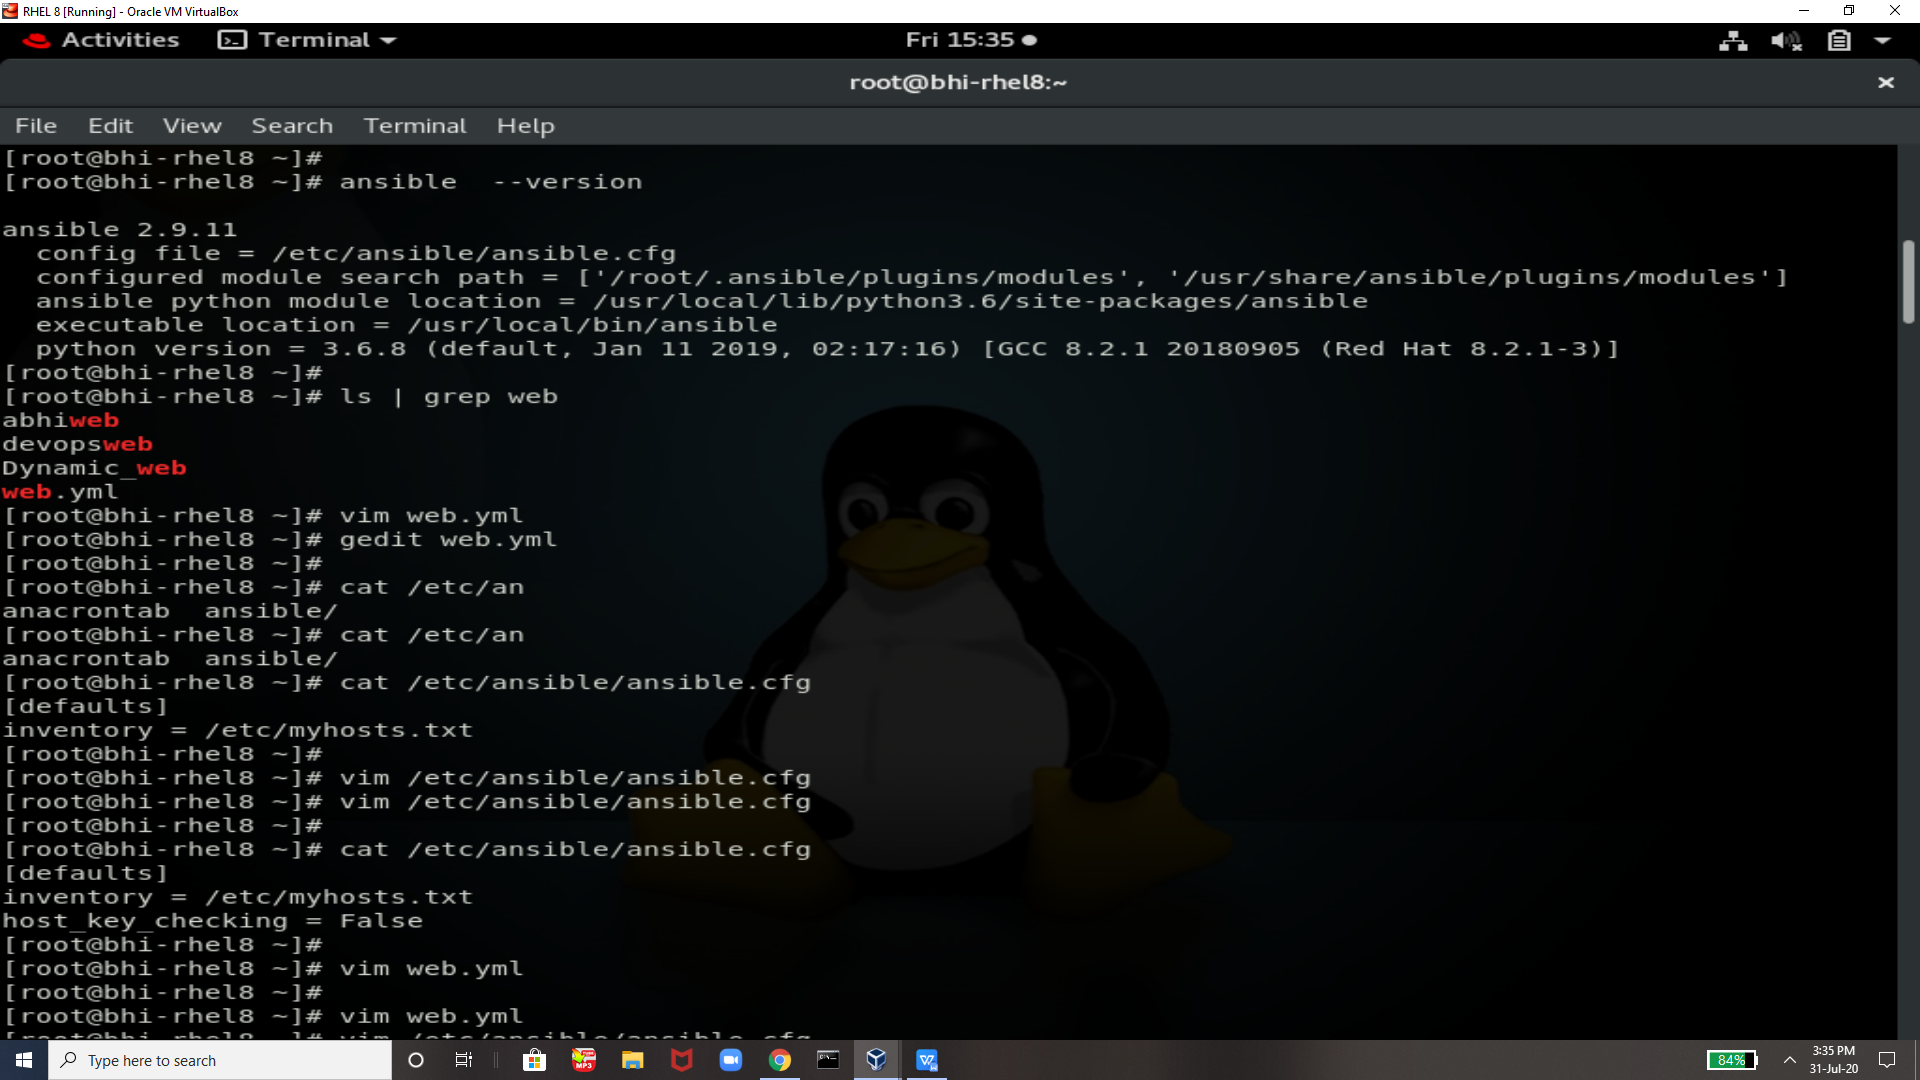 RHEL 8 [Running] - Oracle VM VirtualBox
Activities Terminal Fri 15:35
root@bhi-rhel8:~
File Edit View Search Terminal Help
[root@bhi-rhel8 ~]#
[root@bhi-rhel8 ~]# ansible  --version
ansible 2.9.11
  config file = /etc/ansible/ansible.cfg
  configured module search path = ['/root/.ansible/plugins/modules', '/usr/share/ansible/plugins/modules']
  ansible python module location = /usr/local/lib/python3.6/site-packages/ansible
  executable location = /usr/local/bin/ansible
  python version = 3.6.8 (default, Jan 11 2019, 02:17:16) [GCC 8.2.1 20180905 (Red Hat 8.2.1-3)]
[root@bhi-rhel8 ~]#
[root@bhi-rhel8 ~]# ls | grep web
abhiweb
devopsweb
Dynamic_web
web.yml
[root@bhi-rhel8 ~]# vim web.yml
[root@bhi-rhel8 ~]# gedit web.yml
[root@bhi-rhel8 ~]#
[root@bhi-rhel8 ~]# cat /etc/an
anacrontab  ansible/
[root@bhi-rhel8 ~]# cat /etc/an
anacrontab  ansible/
[root@bhi-rhel8 ~]# cat /etc/ansible/ansible.cfg
[defaults]
inventory = /etc/myhosts.txt
[root@bhi-rhel8 ~]#
[root@bhi-rhel8 ~]# vim /etc/ansible/ansible.cfg
[root@bhi-rhel8 ~]# vim /etc/ansible/ansible.cfg
[root@bhi-rhel8 ~]#
[root@bhi-rhel8 ~]# cat /etc/ansible/ansible.cfg
[defaults]
inventory = /etc/myhosts.txt
host_key_checking = False
[root@bhi-rhel8 ~]#
[root@bhi-rhel8 ~]# vim web.yml
[root@bhi-rhel8 ~]#
[root@bhi-rhel8 ~]# vim web.yml
[root@bhi-rhel8 ~]# vim /etc/ansible/ansible.cfg
Type here to search
MP3
84%
3:35 PM
31-Jul-20